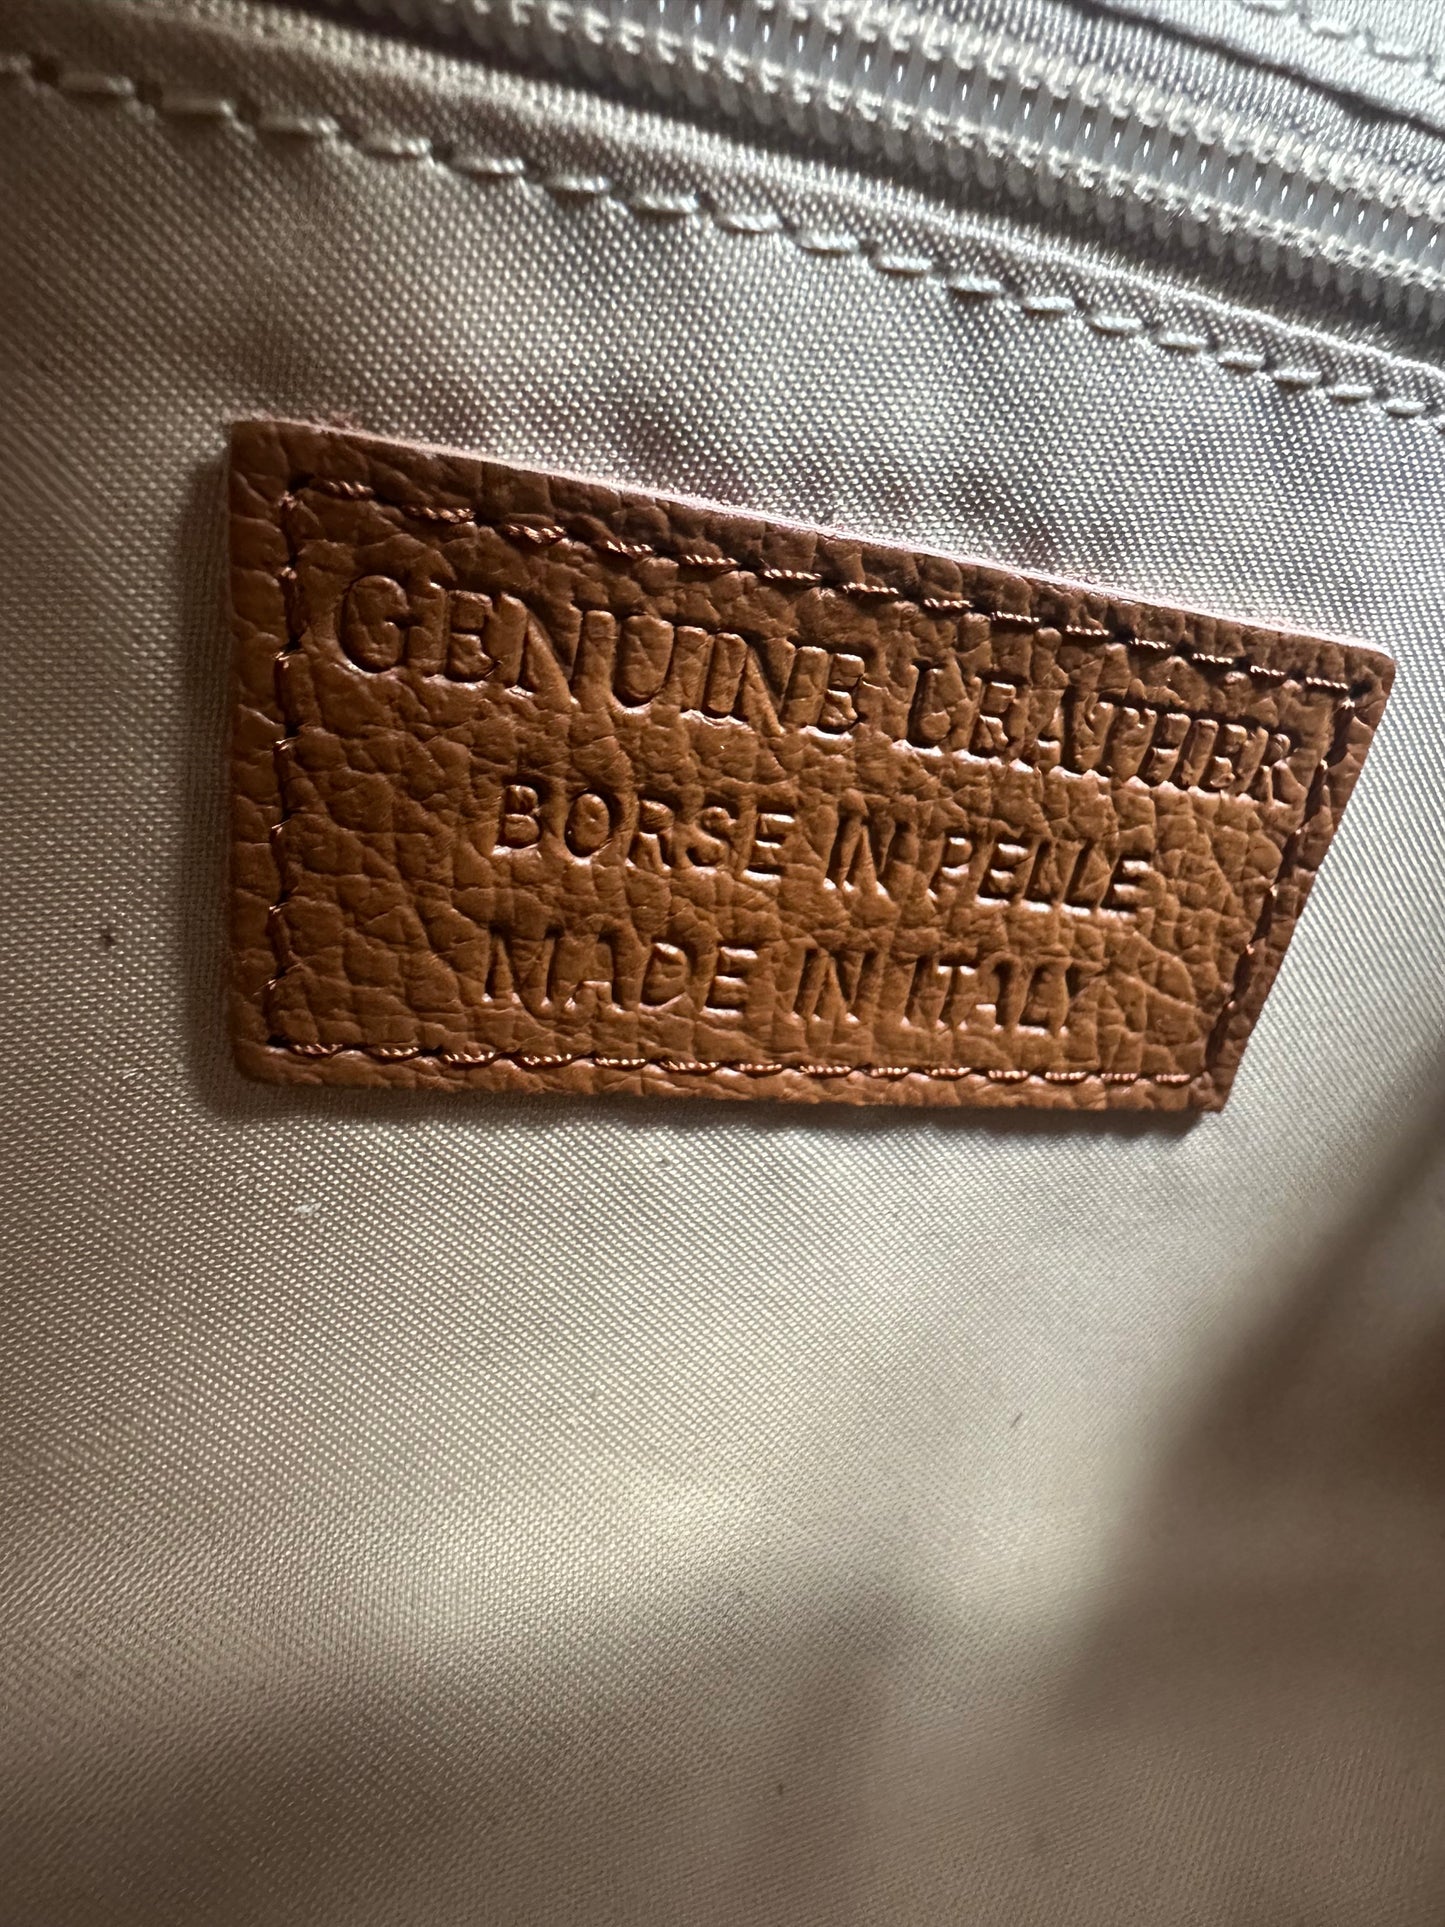 GENUINE LEATHER
BORSE IN PELLE
MADE IN ITALY